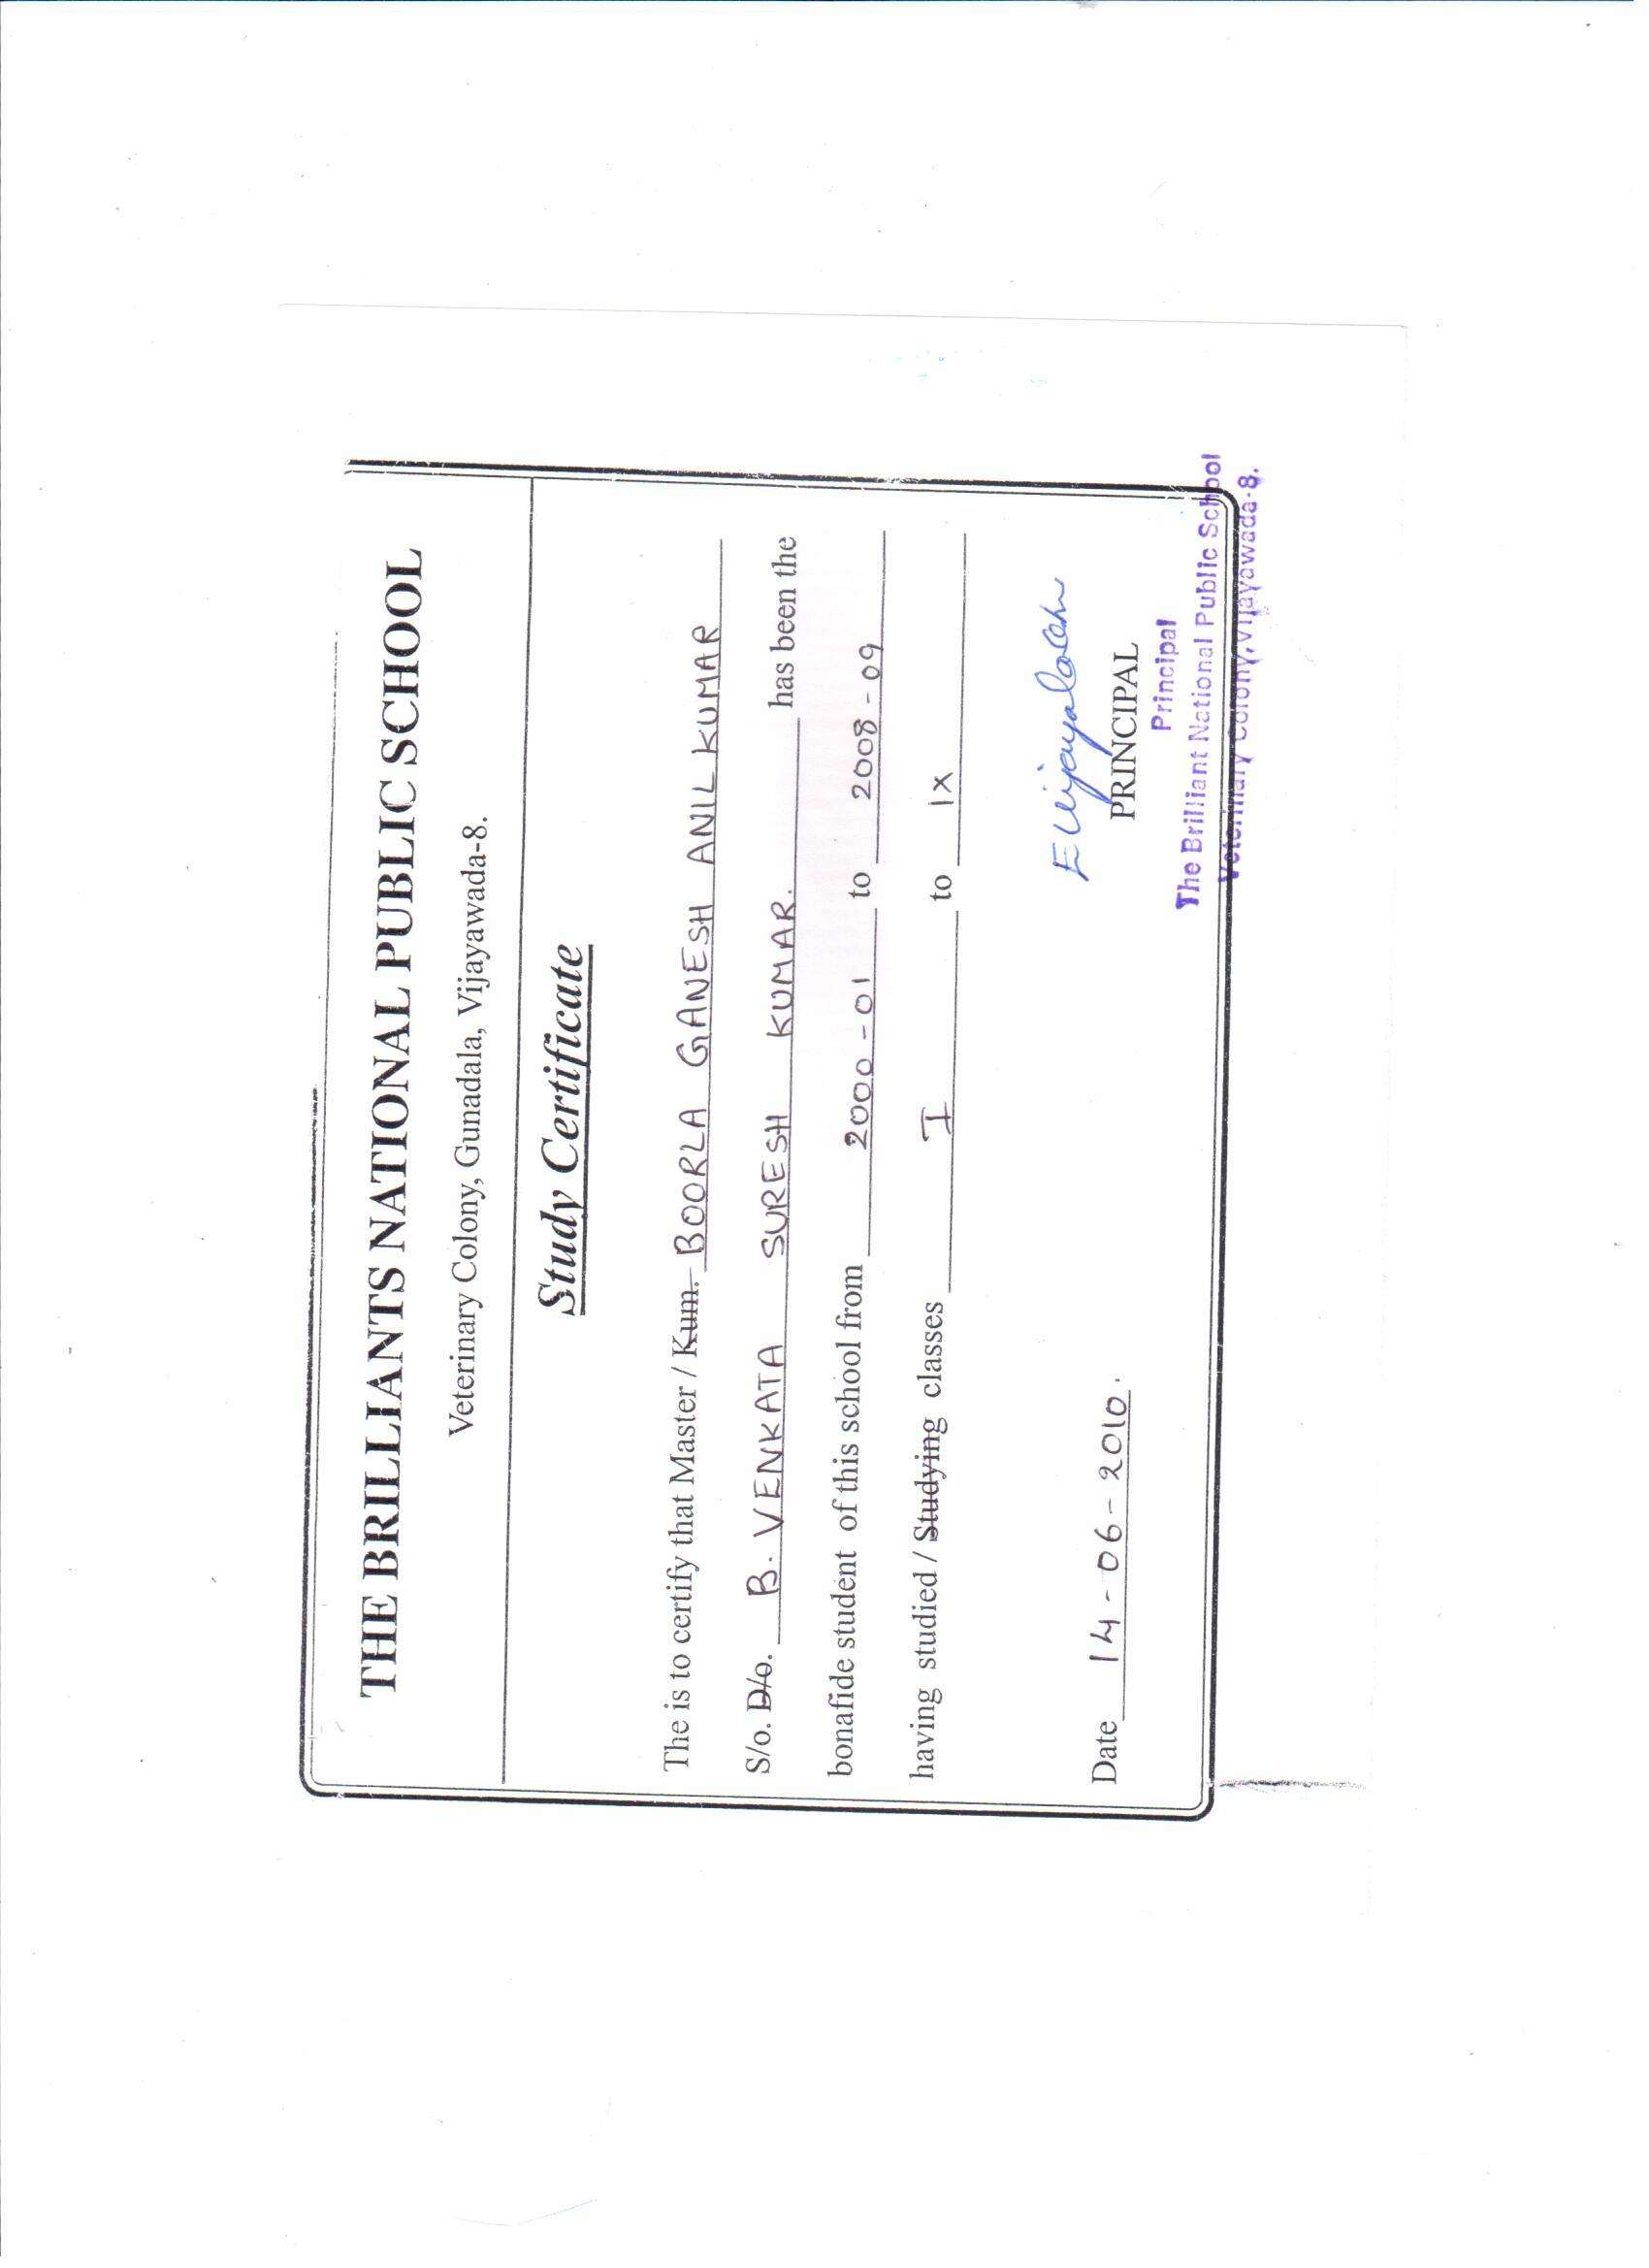 THE BRILLIANTS NATIONAL PUBLIC SCHOOL
Veterinary Colony, Gunadala, Vijayawada-8.
Study Certificate
The is to certify that Master / Kum. BOORLA GANESH ANIL KUMAR
S/o. D/o. B. VENKATA SURESH KUMAR. has been the
bonafide student of this school from 2000-01 to 2008-09
having studied / Studying classes I to IX
Date 14-06-2010.
PRINCIPAL
Principal
The Brilliant National Public School
Veterinary Colony, Vijayawada-8.